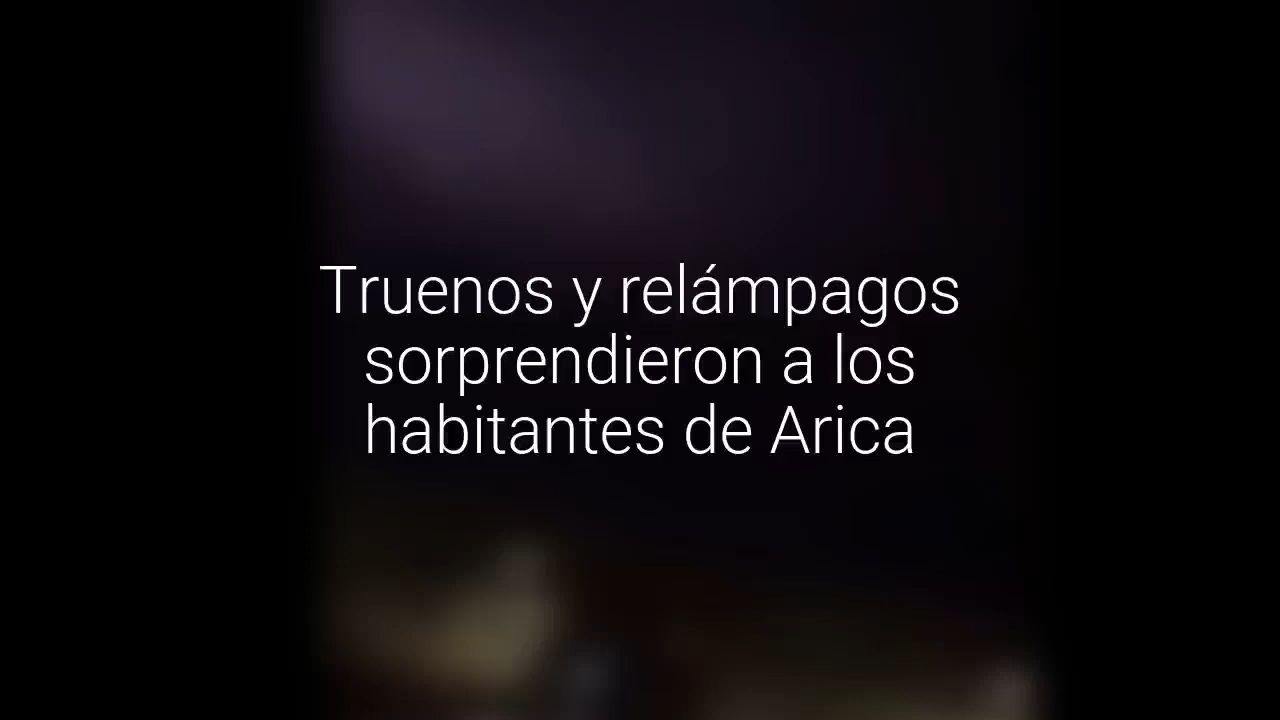 Truenos y relámpagos
sorprendieron a los
habitantes de Arica